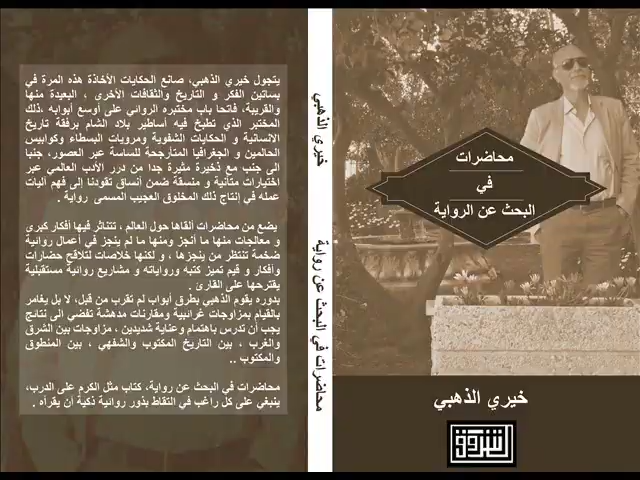 محاضرات
في
البحث عن الرواية
خيري الذهبي
الشروق
خيري الذهبي
محاضرات في البحث عن رواية
يتجول خيري الذهبي، صانع الحكايات الأخاذة هذه المرة في
بساتين الفكر و التاريخ والثقافات الأخرى ، البعيدة منها
والقريبة، فاتحا باب مختبره الروائي على أوسع أبوابه ،ذلك
المختبر الذي تطبخ فيه أساطير بلاد الشام برفقة تاريخ
الانسانية و الحكايات الشفوية ومرويات البسطاء وكوابيس
الحالمين و الجغرافيا المتأرجحة للساسة عبر العصور، جنبا
الى جنب مع ذخيرة مثيرة جدا من درر الأدب العالمي عبر
اختيارات متأنية و منسقة ضمن أنساق تقودنا إلى فهم آليات
عمله في إنتاج ذلك المخلوق العجيب المسمى رواية .
يضع من محاضرات ألقاها حول العالم ، تتناثر فيها أفكار كبرى
و معالجات منها ما أنجز ومنها ما لم ينجز في أعمال روائية
ضخمة تنتظر من ينجزها ، و لكنها خلاصات لتلاقح حضارات
وأفكار و قيم تميز كتبه ورواياته و مشاريع روائية مستقبلية
يقترحها على القارئ .
بدوره يقوم الذهبي بطرق أبواب لم تقرب من قبل، لا بل يغامر
بالقيام بمزاوجات غرائبية ومقارنات مدهشة تفضي الى نتائج
يجب أن تدرس باهتمام وعناية شديدين ، مزاوجات بين الشرق
والغرب ، بين التاريخ المكتوب والشفهي ، بين المنطوق
والمكتوب ..
محاضرات في البحث عن رواية، كتاب مثل الكرم على الدرب،
ينبغي على كل راغب في التقاط بذور روائية ذكية أن يقرأه .